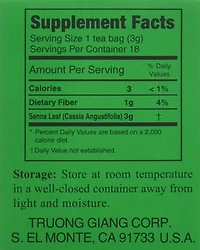 Supplement Facts
Serving Size 1 tea bag (3g)
Servings Per Container 18
Amount Per Serving % Daily Values
Calories 3 < 1%
Dietary Fiber 1g 4%
Senna Leaf (Cassia Angustifolia) 3g †
* Percent Daily Values are based on a 2,000
calorie diet.
† Daily Value not established.
Storage: Store at room temperature
in a well-closed container away from
light and moisture.
TRUONG GIANG CORP.
S. EL MONTE, CA 91733 U.S.A.